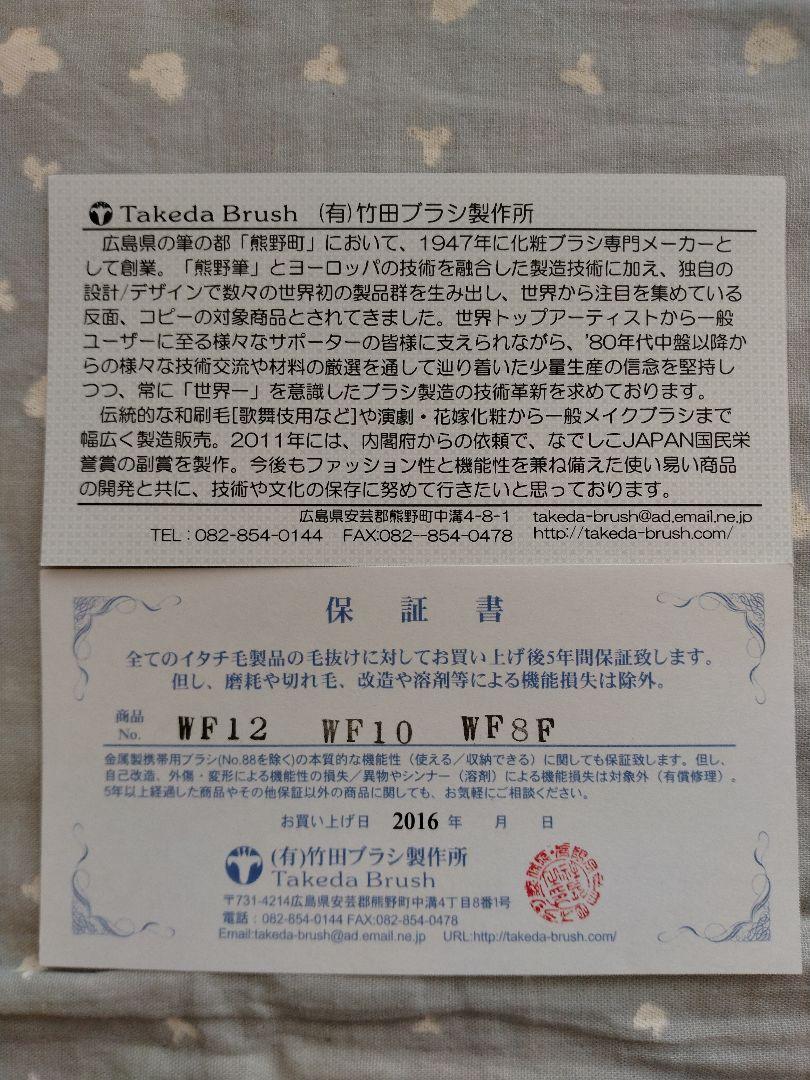 Takeda Brush (有)竹田ブラシ製作所
広島県の筆の都「熊野町」において、1947年に化粧ブラシ専門メーカーと
して創業。「熊野筆」とヨーロッパの技術を融合した製造技術に加え、独自の
設計/デザインで数々の世界初の製品群を生み出し、世界から注目を集めている
反面、コピーの対象商品とされてきました。世界トップアーティストから一般
ユーザーに至る様々なサポーターの皆様に支えられながら、'80年代中盤以降か
らの様々な技術交流や材料の厳選を通して辿り着いた少量生産の信念を堅持し
つつ、常に「世界一」を意識したブラシ製造の技術革新を求めております。
伝統的な和刷毛[歌舞伎用など]や演劇・花嫁化粧から一般メイクブラシまで
幅広く製造販売。2011年には、内閣府からの依頼で、なでしこJAPAN国民栄
誉賞の副賞を製作。今後もファッション性と機能性を兼ね備えた使い易い商品
の開発と共に、技術や文化の保存に努めて行きたいと思っております。
広島県安芸郡熊野町中溝4-8-1 takeda-brush@ad.email.ne.jp
TEL:082-854-0144 FAX:082--854-0478 http://takeda-brush.com/
保証書
全てのイタチ毛製品の毛抜けに対してお買い上げ後5年間保証致します。
但し、磨耗や切れ毛、改造や溶剤等による機能損失は除外。
商品
No. WF12 WF10 WF8F
金属製携帯用ブラシ(No.88を除く)の本質的な機能性(使える/収納できる)に関しても保証致します。但し、
自己改造、外傷・変形による機能性の損失/異物やシンナー(溶剤)による機能損失は対象外(有償修理)。
5年以上経過した商品やその他保証以外の商品に関しても、お気軽にご相談ください。
お買い上げ日 2016 年 月 日
(有)竹田ブラシ製作所
Takeda Brush
〒731-4214広島県安芸郡熊野町中溝4丁目8番1号
電話:082-854-0144 FAX:082-854-0478
Email:takeda-brush@ad.email.ne.jp URL:http://takeda-brush.com/